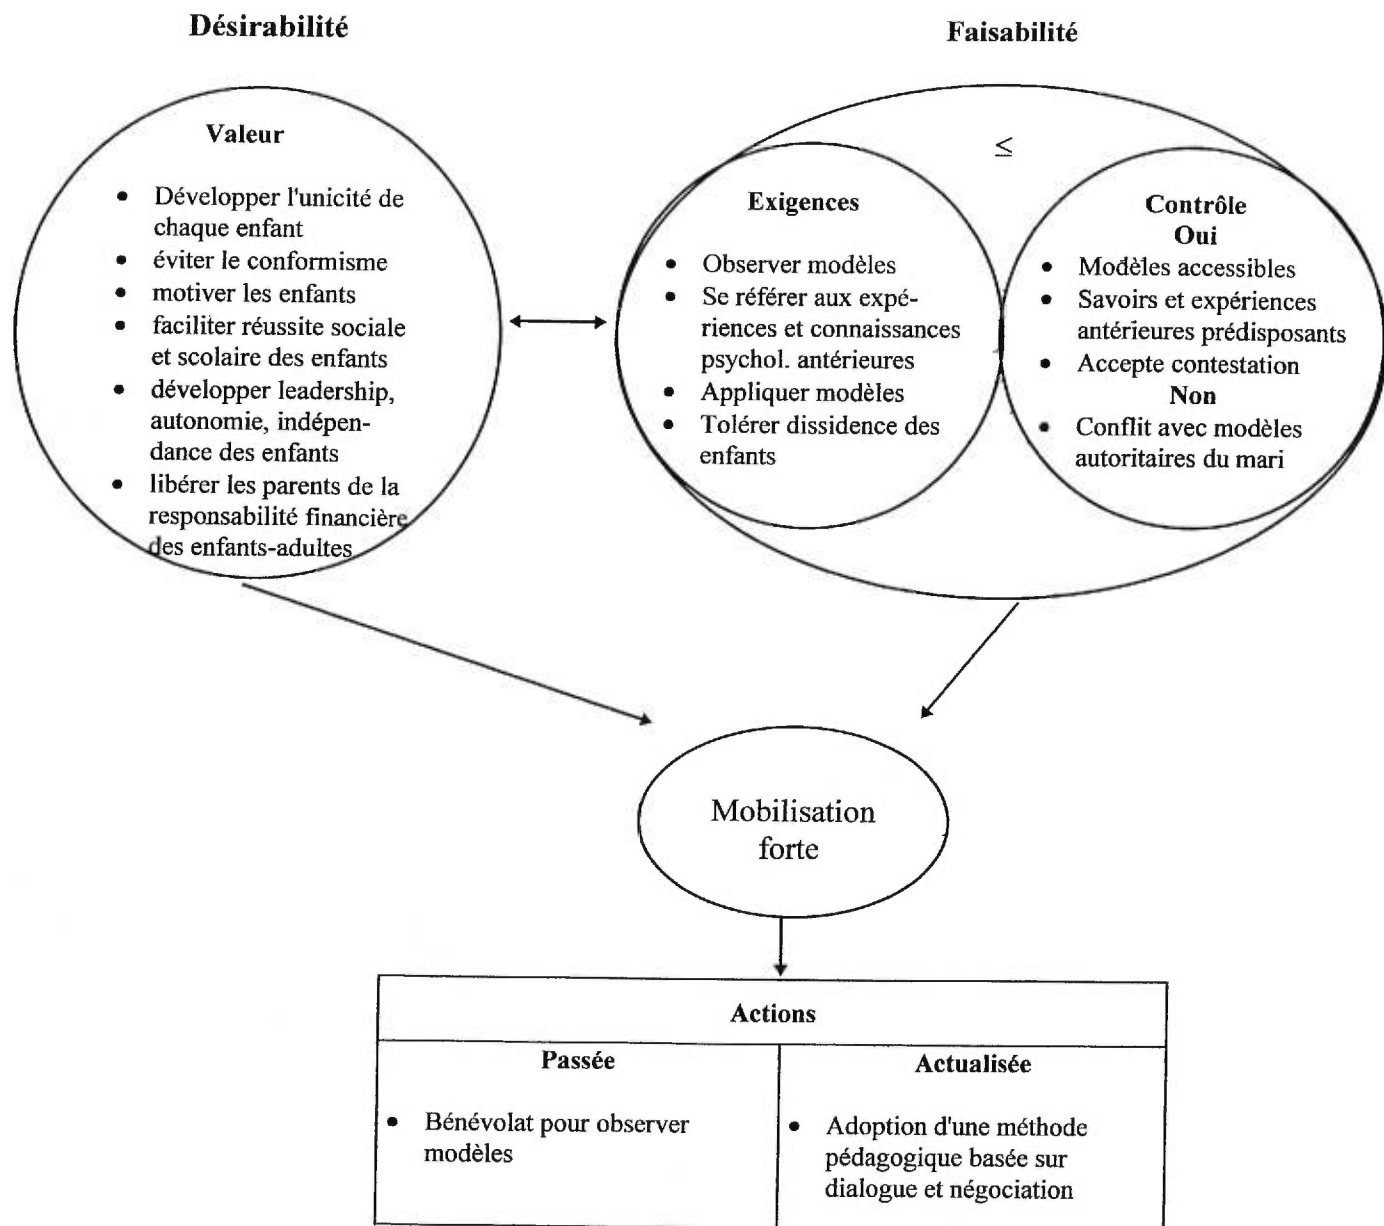 Désirabilité
Faisabilité
Valeur
• Développer l'unicité de
chaque enfant
• éviter le conformisme
• motiver les enfants
• faciliter réussite sociale
et scolaire des enfants
• développer leadership,
autonomie, indépen-
dance des enfants
• libérer les parents de la
responsabilité financière
des enfants-adultes
≤
Exigences
• Observer modèles
• Se référer aux expé-
riences et connaissances
psychol. antérieures
• Appliquer modèles
• Tolérer dissidence des
enfants
Contrôle
Oui
• Modèles accessibles
• Savoirs et expériences
antérieures prédisposants
• Accepte contestation
Non
• Conflit avec modèles
autoritaires du mari
Mobilisation
forte
Actions
Passée
• Bénévolat pour observer
modèles
Actualisée
• Adoption d'une méthode
pédagogique basée sur
dialogue et négociation